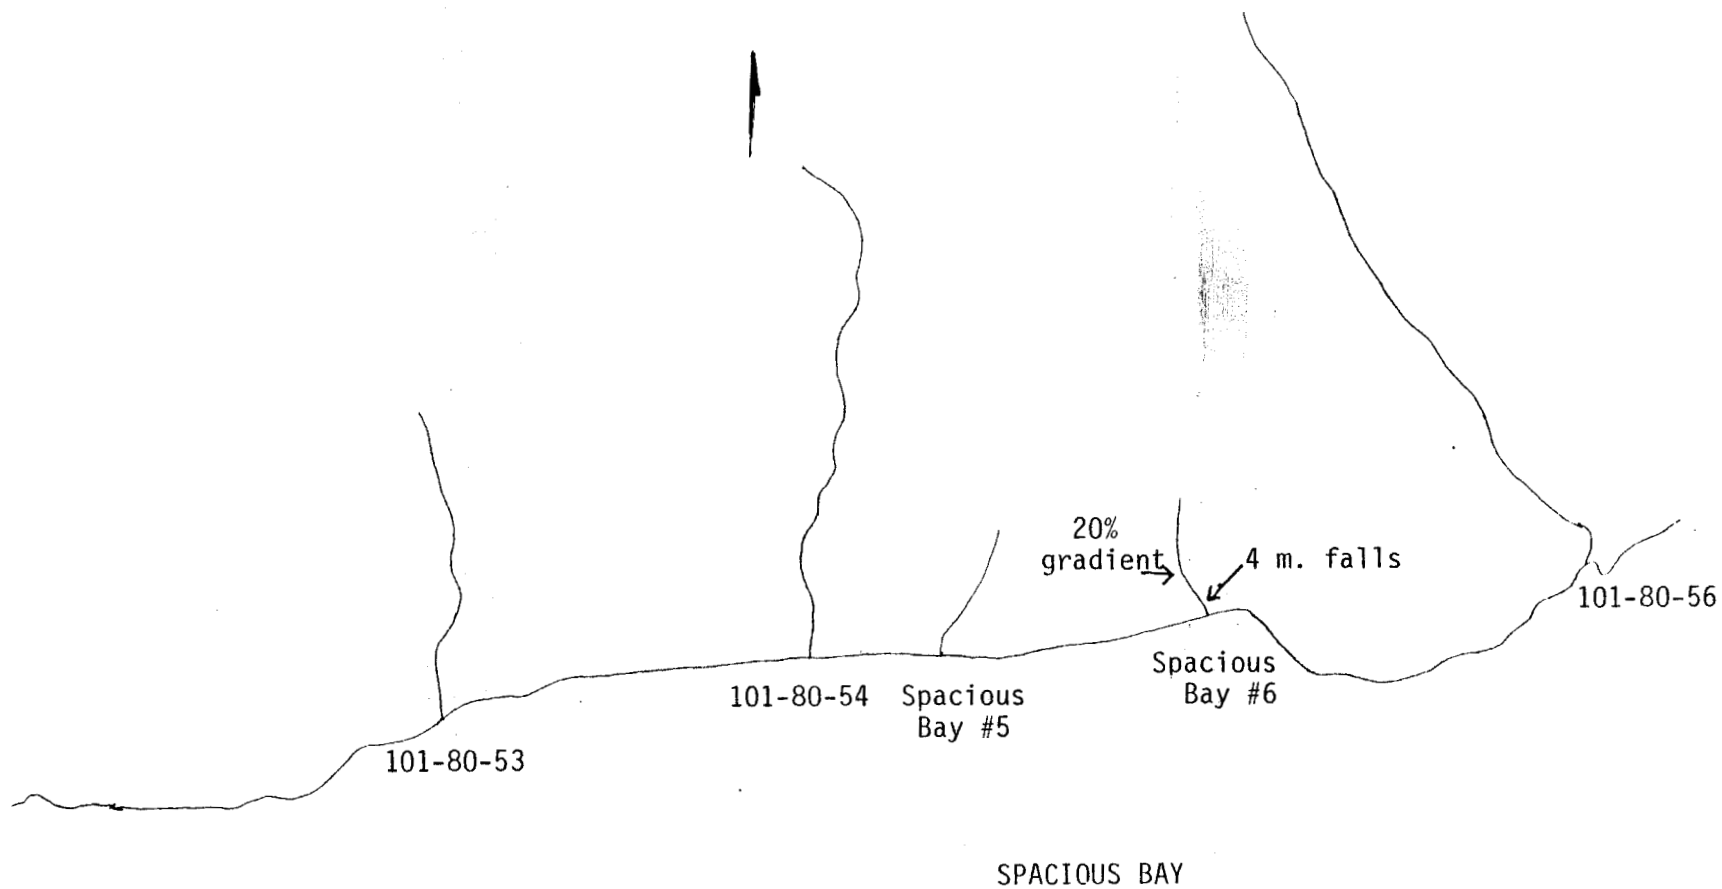 20%
gradient
4 m. falls
101-80-56
Spacious
Bay #6
101-80-54
Spacious
Bay #5
101-80-53
SPACIOUS BAY